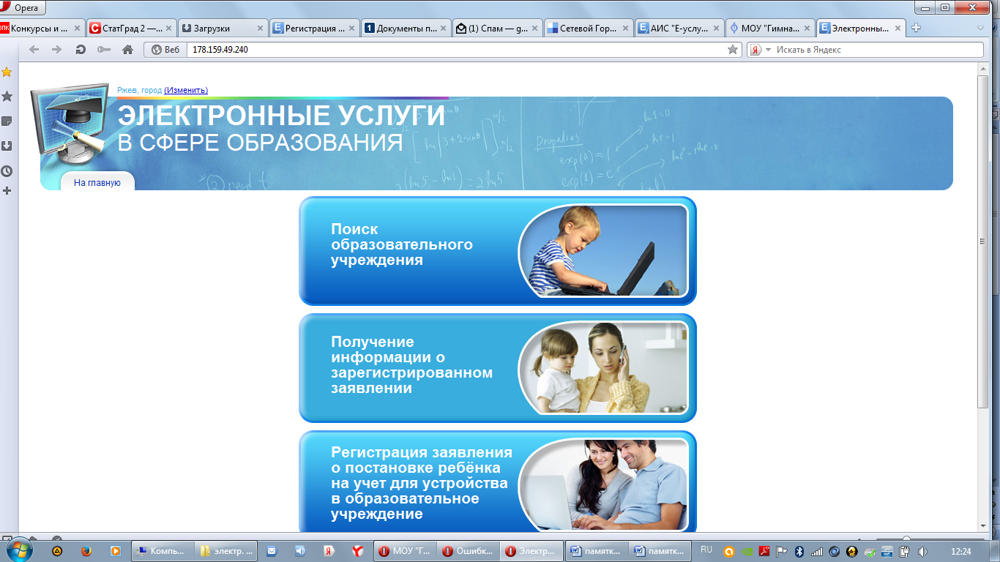 Opera
Конкурсы и ...
СтатГрад 2 —...
Загрузки
Регистрация ...
Документы п...
(1) Спам — g...
Сетевой Гор...
АИС "Е-услу...
МОУ "Гимна...
Электронны...
Веб
178.159.49.240
Искать в Яндекс
Ржев, город (Изменить)
ЭЛЕКТРОННЫЕ УСЛУГИ
В СФЕРЕ ОБРАЗОВАНИЯ
На главную
Поиск
образовательного
учреждения
Получение
информации о
зарегистрированном
заявлении
Регистрация заявления
о постановке ребёнка
на учет для устройства
в образовательное
учреждение
Компь...
электр. ...
МОУ "Г...
Ошибк...
Электр...
памятк...
памятк...
RU
12:24